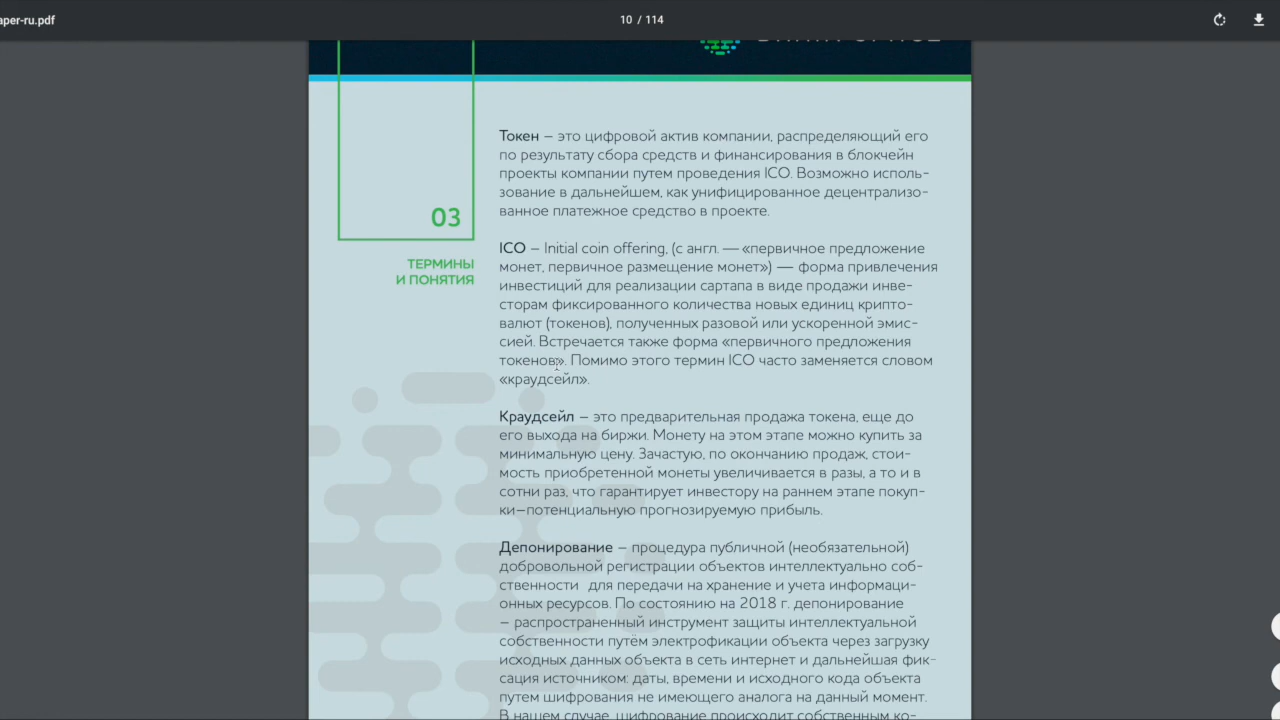 aper-ru.pdf
10 / 114
03
ТЕРМИНЫ
И ПОНЯТИЯ
Токен – это цифровой актив компании, распределяющий его
по результату сбора средств и финансирования в блокчейн
проекты компании путем проведения ICO. Возможно исполь-
зование в дальнейшем, как унифицированное децентрализо-
ванное платежное средство в проекте.
ICO – Initial coin offering, (с англ. — «первичное предложение
монет, первичное размещение монет») — форма привлечения
инвестиций для реализации сартапа в виде продажи инве-
сторам фиксированного количества новых единиц крипто-
валют (токенов), полученных разовой или ускоренной эмис-
сией. Встречается также форма «первичного предложения
токенов». Помимо этого термин ICO часто заменяется словом
«краудсейл».
Краудсейл – это предварительная продажа токена, еще до
его выхода на биржи. Монету на этом этапе можно купить за
минимальную цену. Зачастую, по окончанию продаж, стои-
мость приобретенной монеты увеличивается в разы, а то и в
сотни раз, что гарантирует инвестору на раннем этапе покуп-
ки–потенциальную прогнозируемую прибыль.
Депонирование – процедура публичной (необязательной)
добровольной регистрации объектов интеллектуально соб-
ственности для передачи на хранение и учета информаци-
онных ресурсов. По состоянию на 2018 г. депонирование
– распространенный инструмент защиты интеллектуальной
собственности путём электрофикации объекта через загрузку
исходных данных объекта в сеть интернет и дальнейшая фик-
сация источником: даты, времени и исходного кода объекта
путем шифрования не имеющего аналога на данный момент.
В нашем случае, шифрование происходит собственным ко-